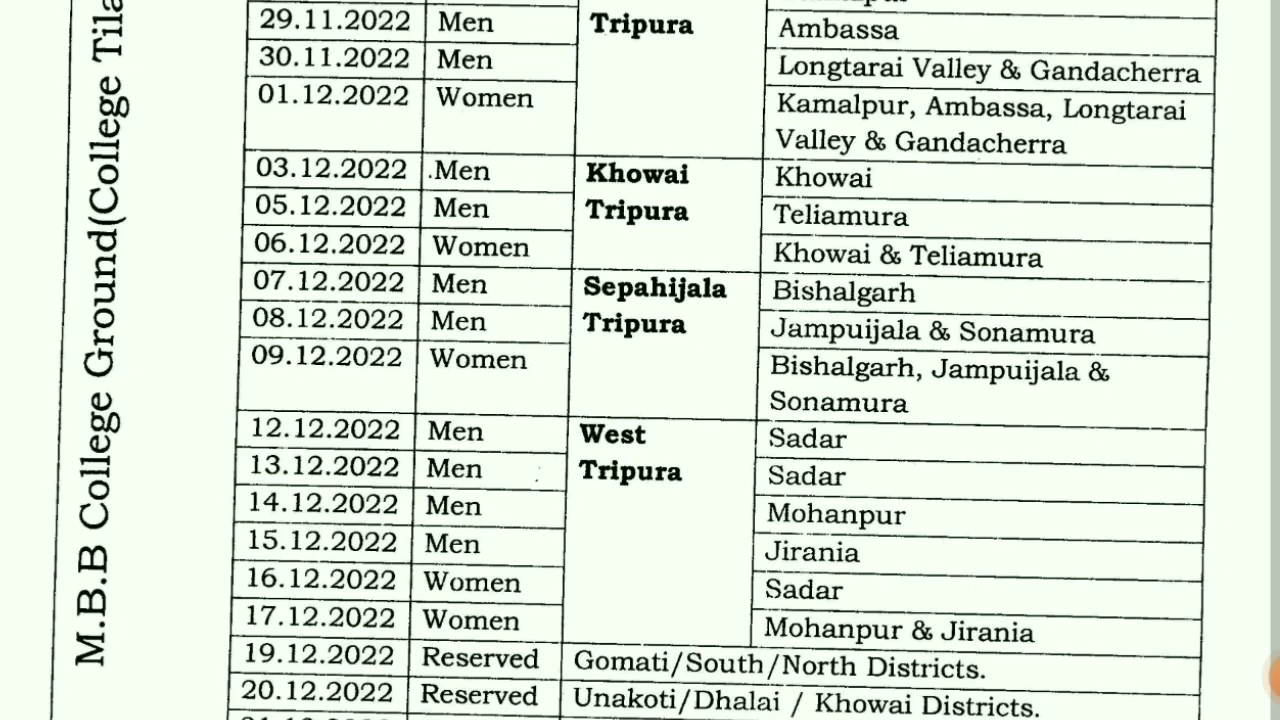 M.B.B College Ground(College Tila
29.11.2022 Men Tripura Ambassa
30.11.2022 Men Longtarai Valley & Gandacherra
01.12.2022 Women Kamalpur, Ambassa, Longtarai
Valley & Gandacherra
03.12.2022 .Men Khowai Khowai
05.12.2022 Men Tripura Teliamura
06.12.2022 Women Khowai & Teliamura
07.12.2022 Men Sepahijala Bishalgarh
08.12.2022 Men Tripura Jampuijala & Sonamura
09.12.2022 Women Bishalgarh, Jampuijala &
Sonamura
12.12.2022 Men West Sadar
13.12.2022 Men Tripura Sadar
14.12.2022 Men Mohanpur
15.12.2022 Men Jirania
16.12.2022 Women Sadar
17.12.2022 Women Mohanpur & Jirania
19.12.2022 Reserved Gomati/South/North Districts.
20.12.2022 Reserved Unakoti/Dhalai / Khowai Districts.